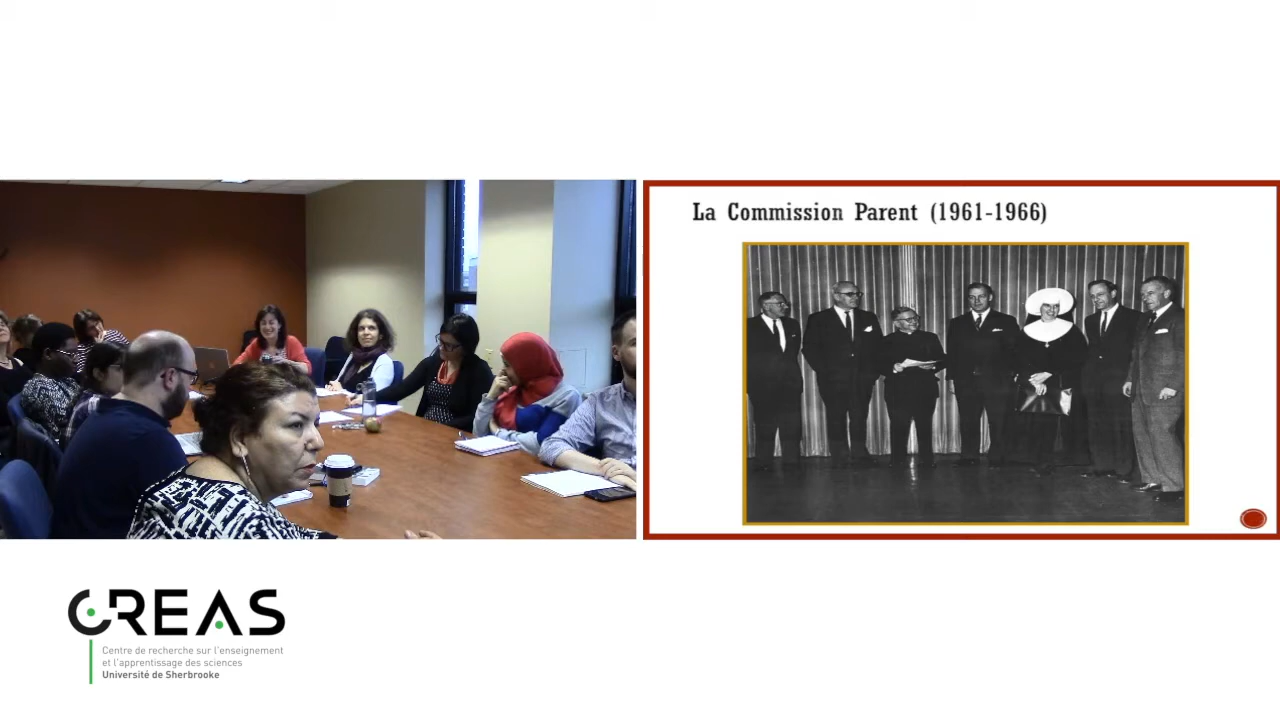 La Commission Parent (1961-1966)
CREAS
Centre de recherche sur l'enseignement
et l'apprentissage des sciences
Université de Sherbrooke